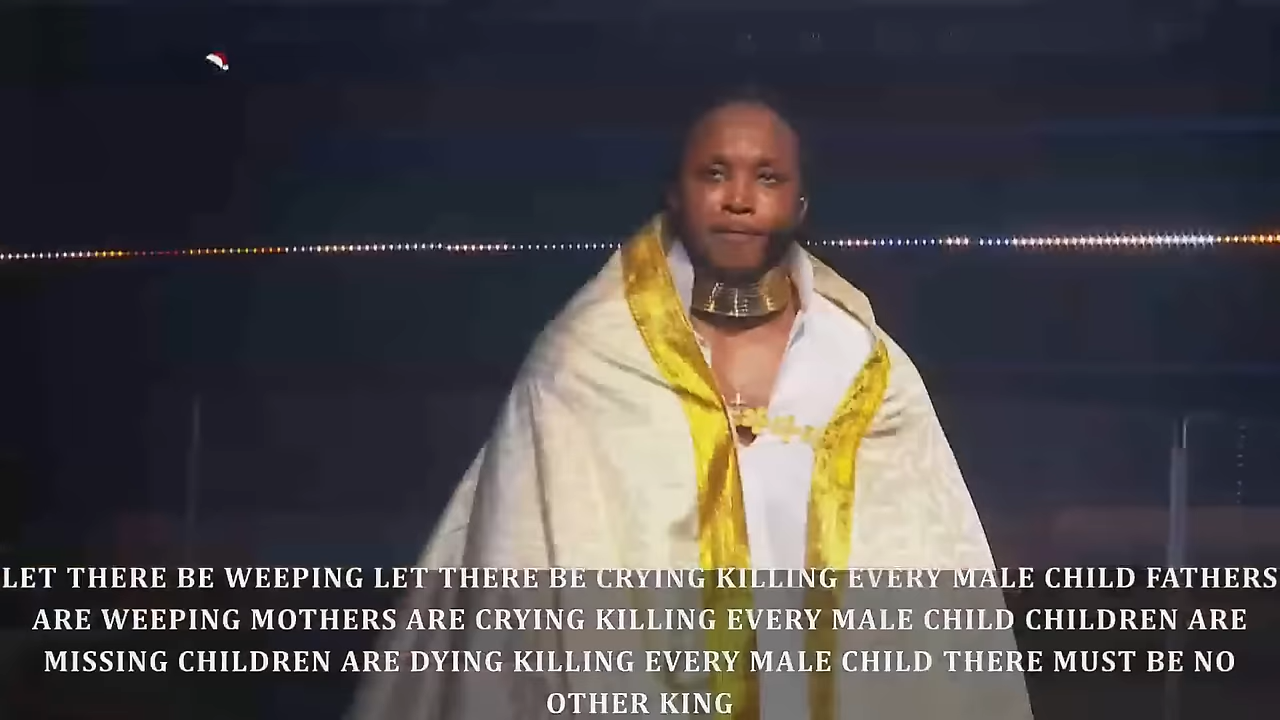 LET THERE BE WEEPING LET THERE BE CRYING KILLING EVERY MALE CHILD FATHERS
ARE WEEPING MOTHERS ARE CRYING KILLING EVERY MALE CHILD CHILDREN ARE
MISSING CHILDREN ARE DYING KILLING EVERY MALE CHILD THERE MUST BE NO
OTHER KING